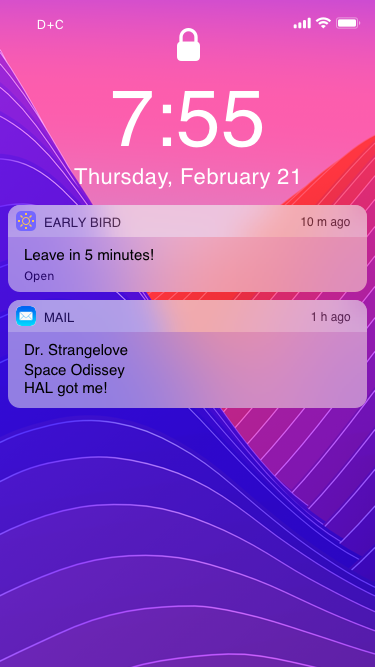 D+C
7:55
Thursday, February 21
EARLY BIRD 10 m ago
Leave in 5 minutes!
Open
MAIL 1 h ago
Dr. Strangelove
Space Odissey
HAL got me!